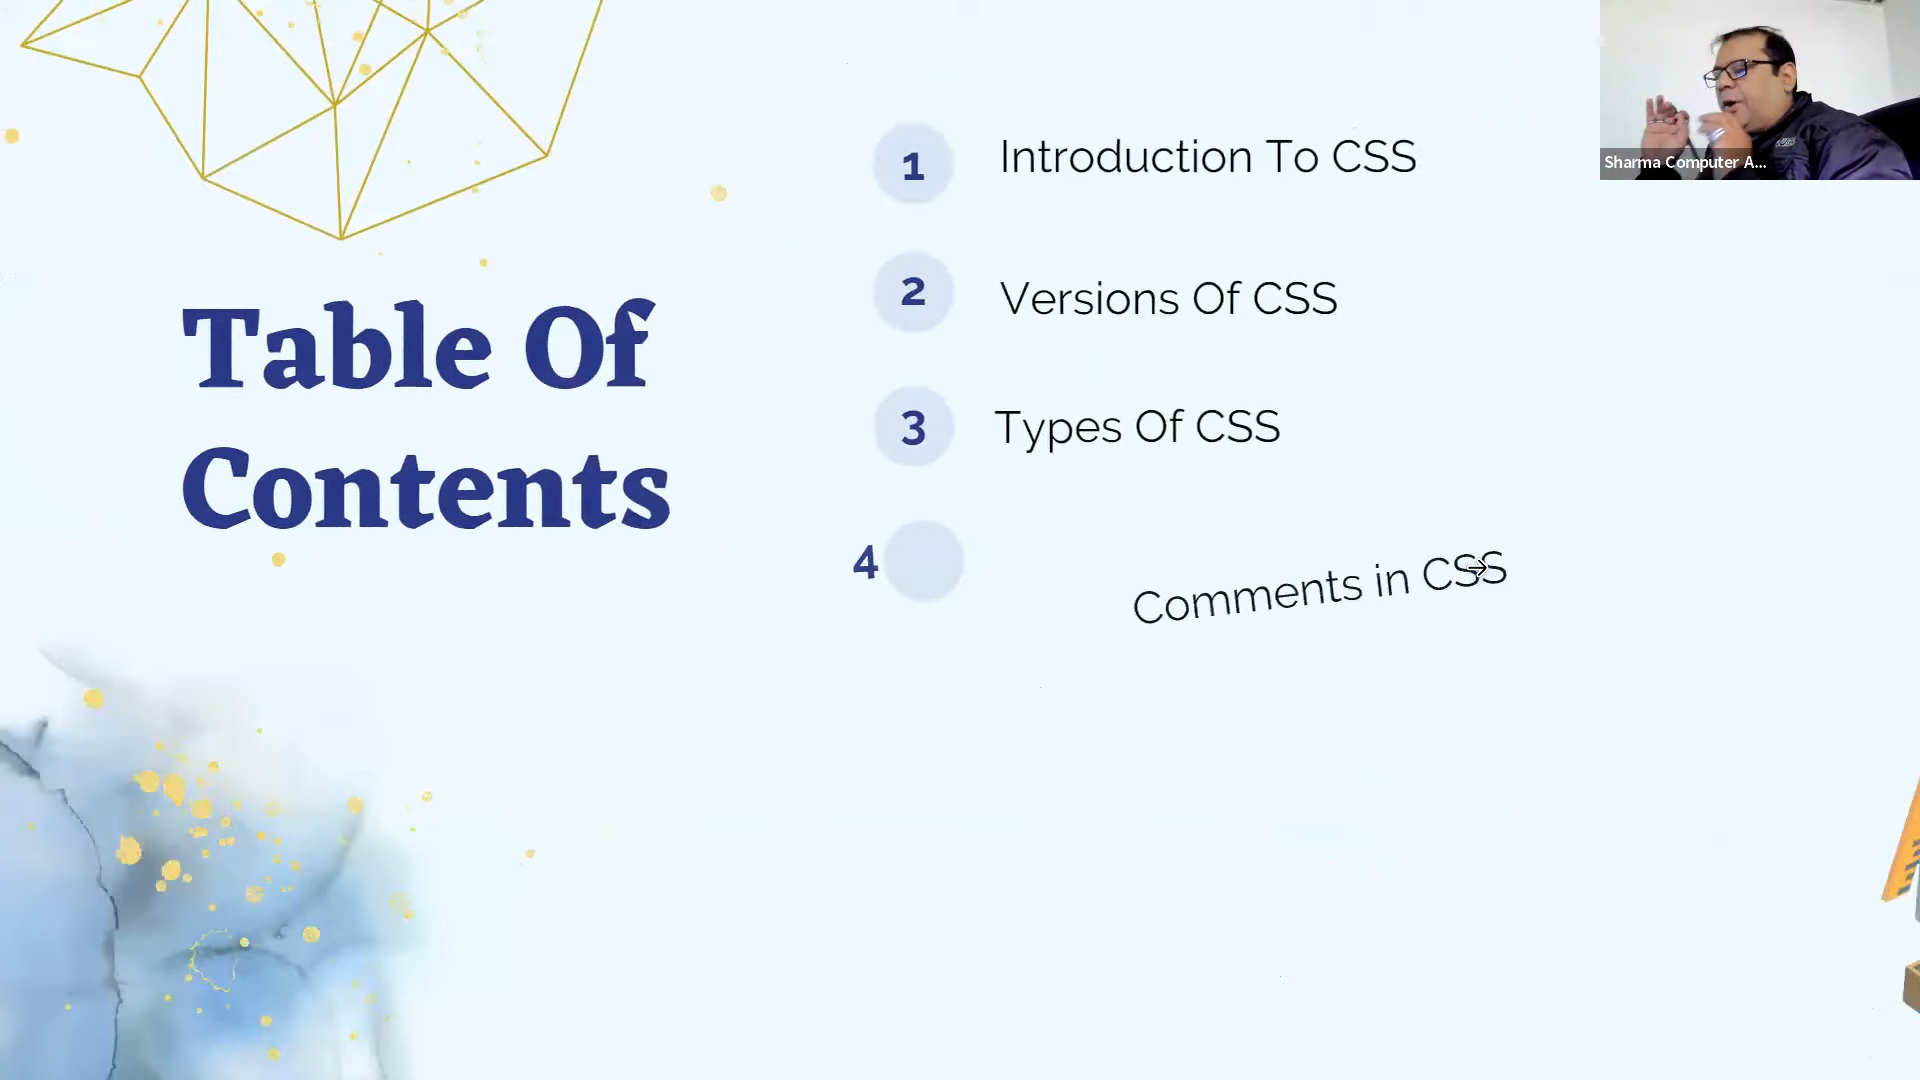 Table Of
Contents
1 Introduction To CSS
2 Versions Of CSS
3 Types Of CSS
4 Comments in CSS
Sharma Computer A...